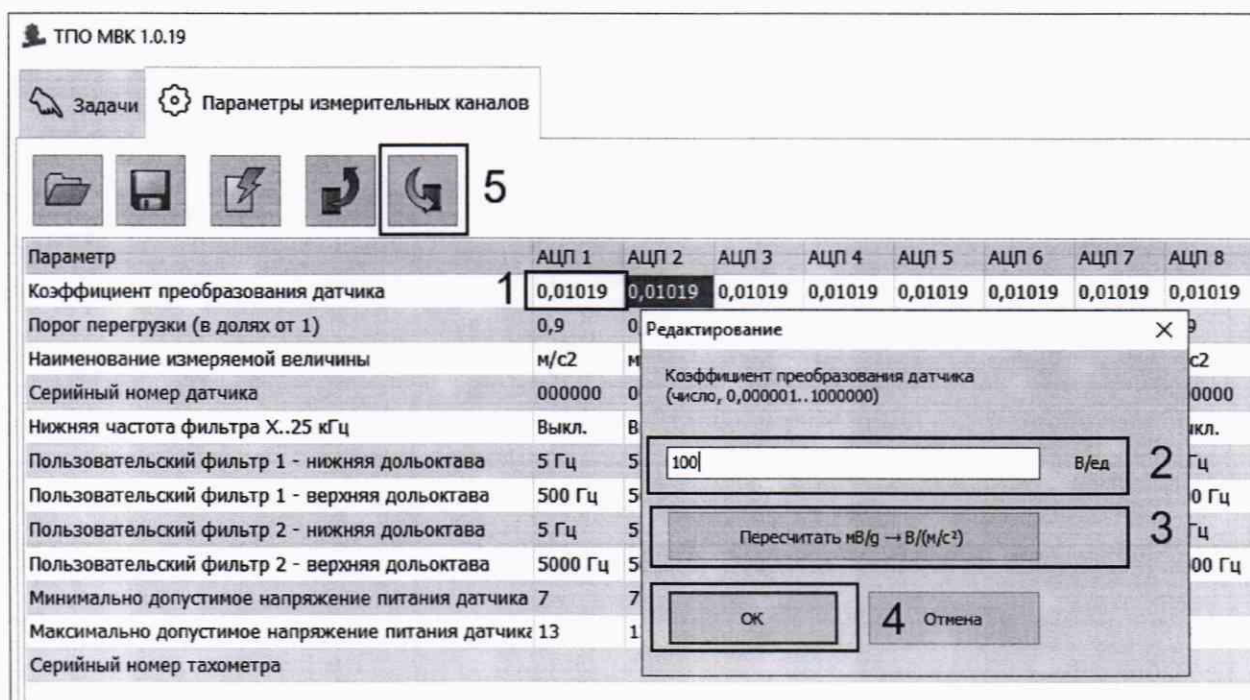 ТПО МВК 1.0.19
Задачи
Параметры измерительных каналов
5
Параметр АЦП 1 АЦП 2 АЦП 3 АЦП 4 АЦП 5 АЦП 6 АЦП 7 АЦП 8
Коэффициент преобразования датчика 1 0,01019 0,01019 0,01019 0,01019 0,01019 0,01019 0,01019 0,01019
Порог перегрузки (в долях от 1) 0,9
Наименование измеряемой величины м/с2
Серийный номер датчика 000000
Нижняя частота фильтра X..25 кГц Выкл.
Пользовательский фильтр 1 - нижняя дольоктава 5 Гц
Пользовательский фильтр 1 - верхняя дольоктава 500 Гц
Пользовательский фильтр 2 - нижняя дольоктава 5 Гц
Пользовательский фильтр 2 - верхняя дольоктава 5000 Гц
Минимально допустимое напряжение питания датчика 7 7
Максимально допустимое напряжение питания датчика 13
Серийный номер тахометра
Редактирование
Коэффициент преобразования датчика
(число, 0,000001..1000000)
100 В/ед 2
Пересчитать мВ/g → В/(м/с²) 3
ОК 4 Отмена